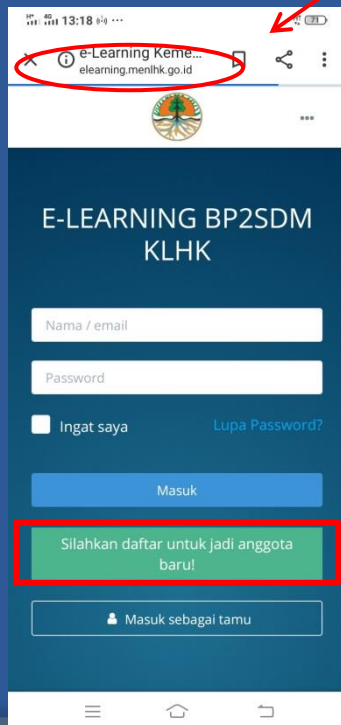 13:18
71
e-Learning Keme...
elearning.menlhk.go.id
E-LEARNING BP2SDM
KLHK
Nama / email
Password
Ingat saya
Lupa Password?
Masuk
Silahkan daftar untuk jadi anggota
baru!
Masuk sebagai tamu